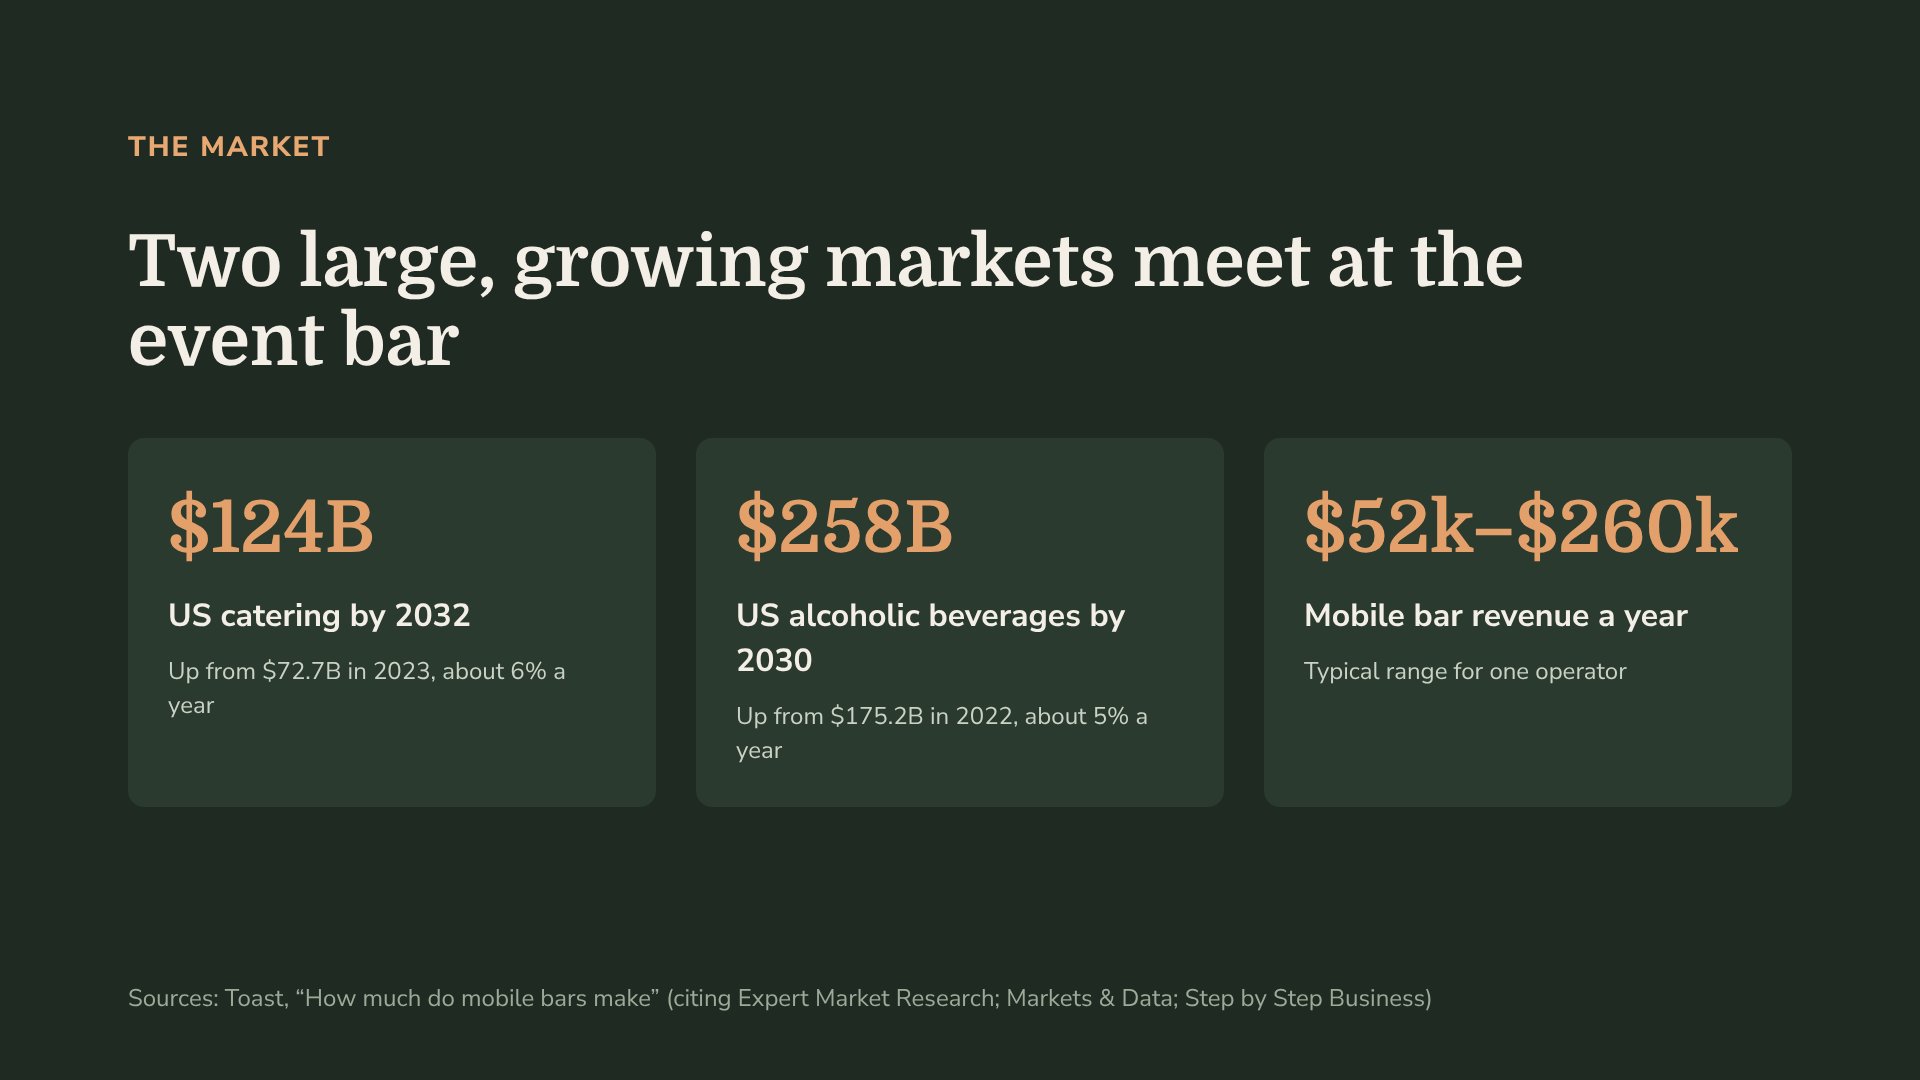 THE MARKET
Two large, growing markets meet at the
event bar
$124B
US catering by 2032
Up from $72.7B in 2023, about 6% a
year
$258B
US alcoholic beverages by
2030
Up from $175.2B in 2022, about 5% a
year
$52k–$260k
Mobile bar revenue a year
Typical range for one operator
Sources: Toast, “How much do mobile bars make” (citing Expert Market Research; Markets & Data; Step by Step Business)